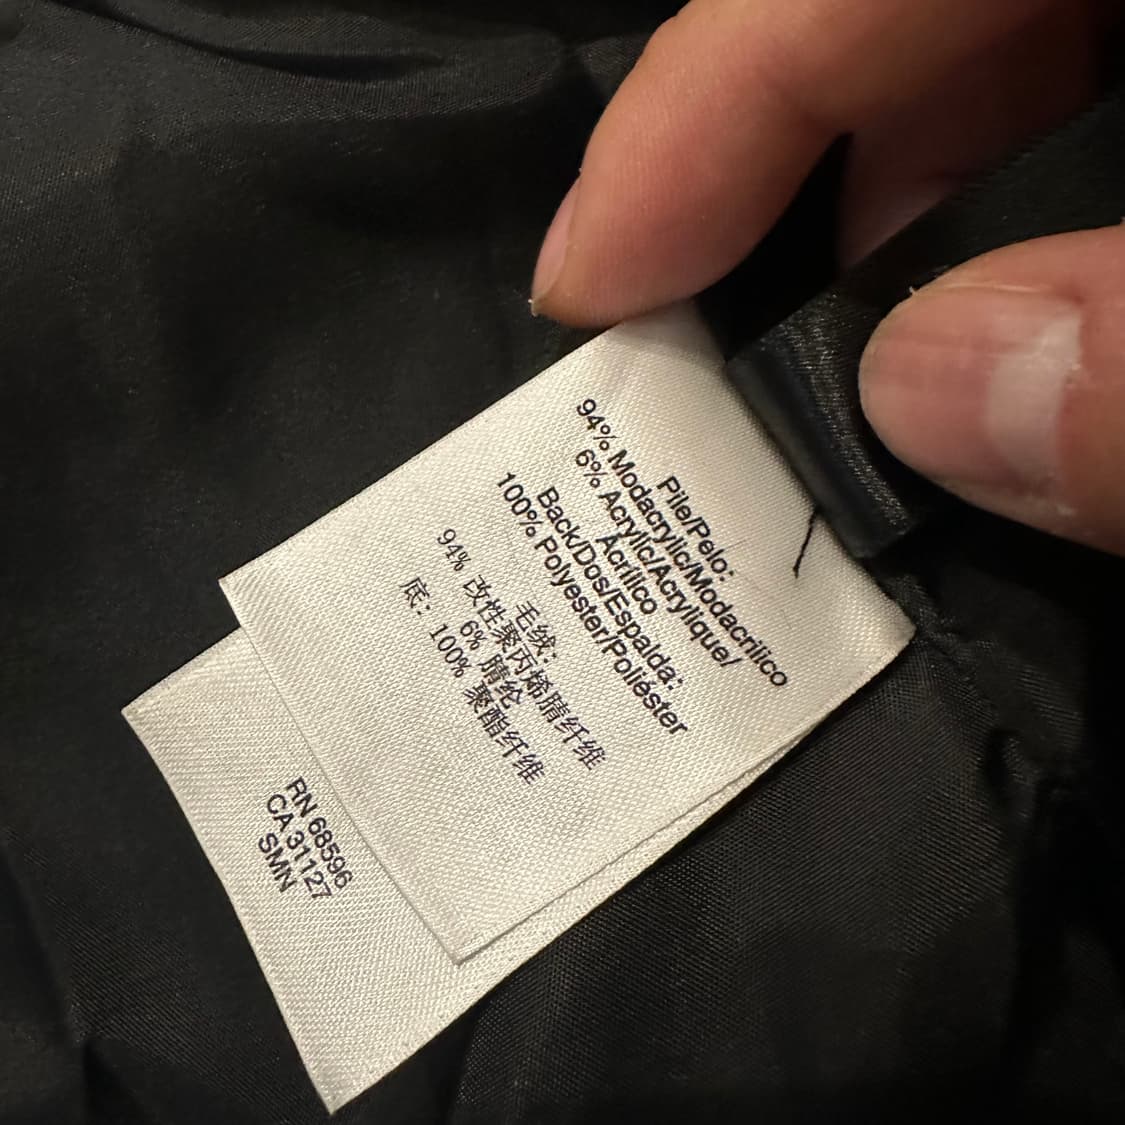 Pile/Pelo:
94% Modacrylic/Modacrilico
6% Acrylic/Acrylique/
Acrílico
Back/Dos/Espalda:
100% Polyester/Poliéster
毛绒:
94% 改性聚丙烯腈纤维
6% 腈纶
底: 100% 聚酯纤维
RN 68596
CA 31127
SMN